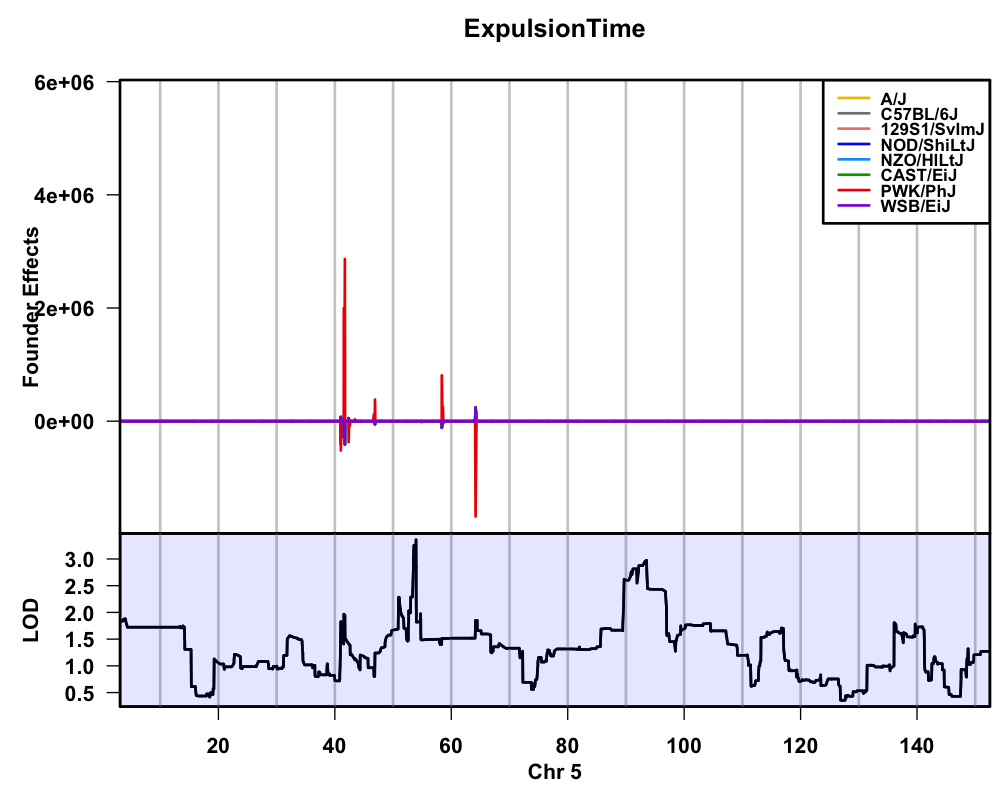 ExpulsionTime
6e+06
4e+06
2e+06
0e+00
Founder Effects
A/J
C57BL/6J
129S1/SvImJ
NOD/ShiLtJ
NZO/HlLtJ
CAST/EiJ
PWK/PhJ
WSB/EiJ
3.0
2.5
2.0
1.5
1.0
0.5
LOD
20 40 60 80 100 120 140
Chr 5